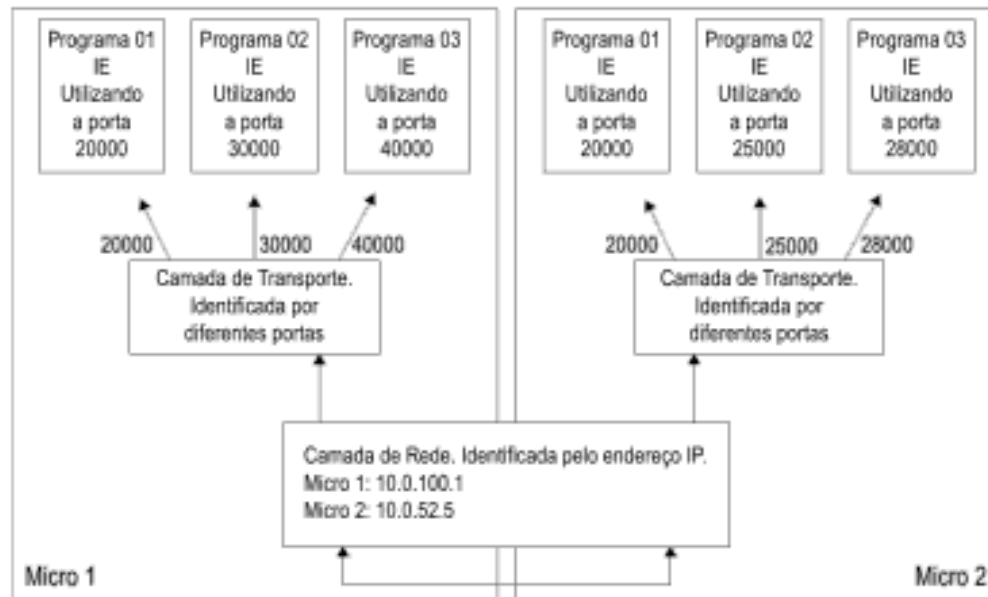 Programa 01
IE
Utilizando
a porta
20000
Programa 02
IE
Utilizando
a porta
30000
Programa 03
IE
Utilizando
a porta
40000
Programa 01
IE
Utilizando
a porta
20000
Programa 02
IE
Utilizando
a porta
25000
Programa 03
IE
Utilizando
a porta
28000
20000
30000
40000
20000
25000
28000
Camada de Transporte.
Identificada por
diferentes portas
Camada de Transporte.
Identificada por
diferentes portas
Camada de Rede. Identificada pelo endereço IP.
Micro 1: 10.0.100.1
Micro 2: 10.0.52.5
Micro 1
Micro 2